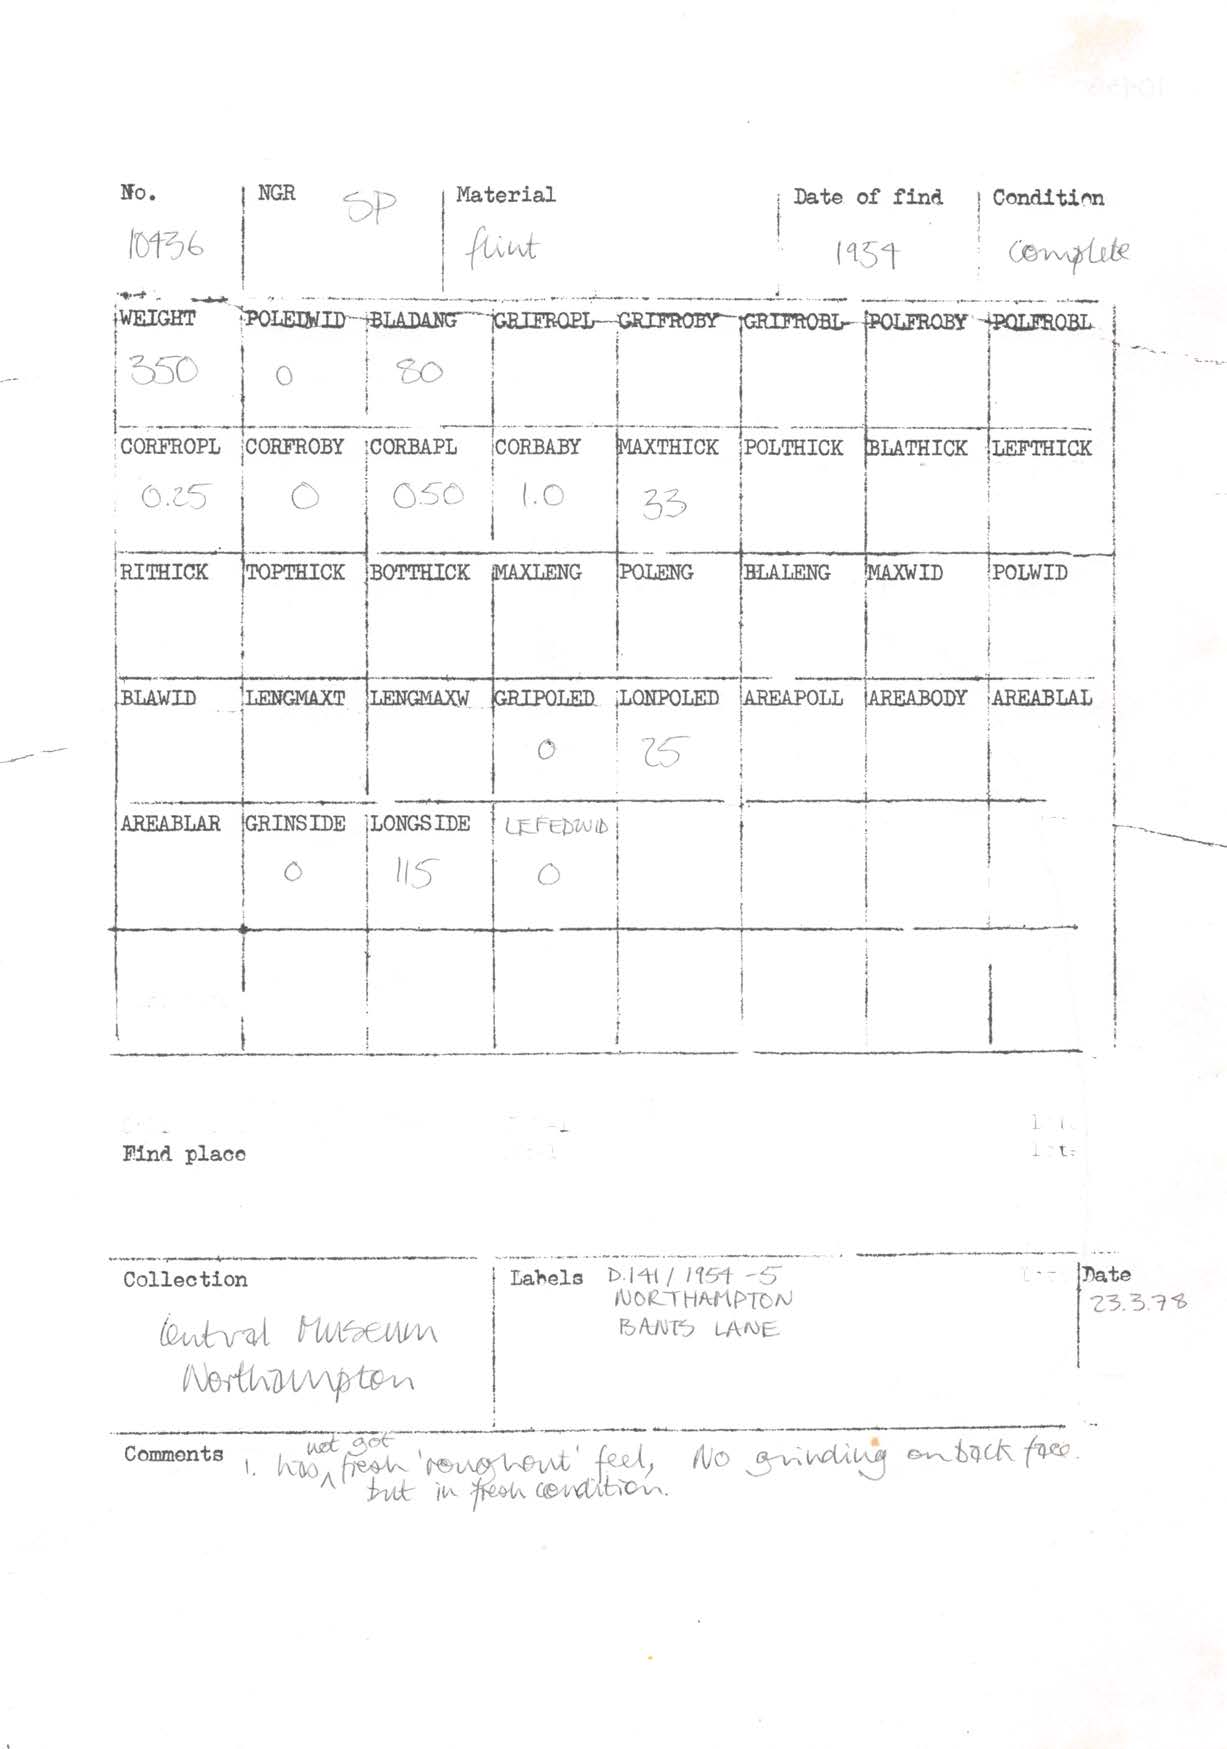 No. NGR SP Material Date of find Condition
10436 flint 1954 complete
WEIGHT POLEDWID BLADANG GRIFROPL GRIFROBY GRIFROBL POLFROBY POLFROBL
350 0 80
CORFROPL CORFROBY CORBAPL CORBABY MAXTHICK POLTHICK BLATHICK LEFTHICK
0.25 0 0.50 1.0 33
RITHICK TOPTHICK BOTTHICK MAXLENG POLENG BLALENG MAXWID POLWID
BLAWID LENGMAXT LENGMAXW GRIPOLED LONPOLED AREAPOLL AREABODY AREABLAL
0 25
AREABLAR GRINSIDE LONGSIDE LEFEDWID
0 115 0
Find place
Collection Labels D.141/1954-5 Date
NORTHAMPTON 23.3.78
Central Museum BANTS LANE
Northampton
not got
Comments 1. has ^ fresh 'roughout' feel, No grinding on back face.
but in fresh condition.